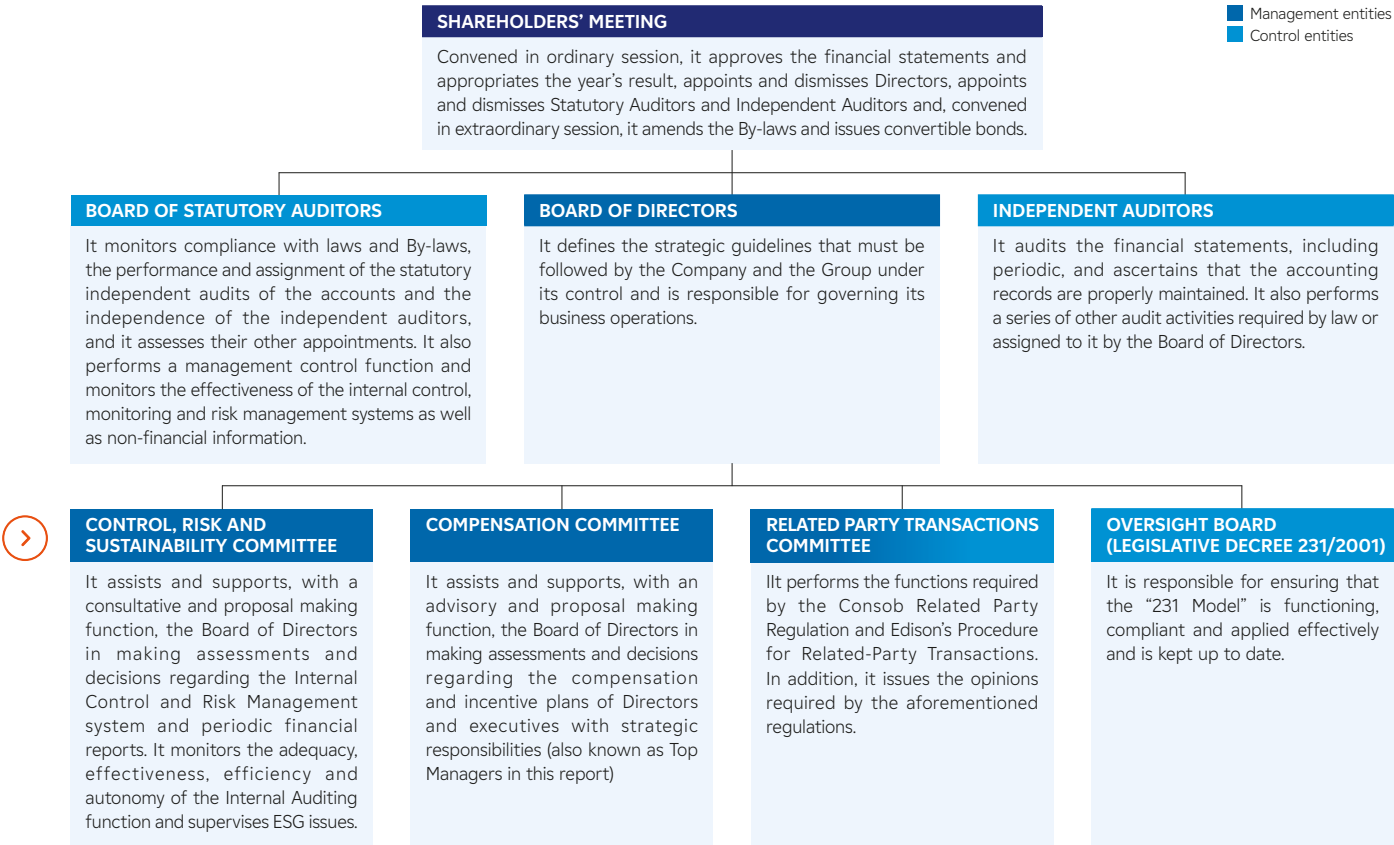 SHAREHOLDERS' MEETING
Convened in ordinary session, it approves the financial statements and
appropriates the year's result, appoints and dismisses Directors, appoints
and dismisses Statutory Auditors and Independent Auditors and, convened
in extraordinary session, it amends the By-laws and issues convertible bonds.
Management entities
Control entities
BOARD OF STATUTORY AUDITORS
It monitors compliance with laws and By-laws,
the performance and assignment of the statutory
independent audits of the accounts and the
independence of the independent auditors,
and it assesses their other appointments. It also
performs a management control function and
monitors the effectiveness of the internal control,
monitoring and risk management systems as well
as non-financial information.
BOARD OF DIRECTORS
It defines the strategic guidelines that must be
followed by the Company and the Group under
its control and is responsible for governing its
business operations.
INDEPENDENT AUDITORS
It audits the financial statements, including
periodic, and ascertains that the accounting
records are properly maintained. It also performs
a series of other audit activities required by law or
assigned to it by the Board of Directors.
CONTROL, RISK AND
SUSTAINABILITY COMMITTEE
It assists and supports, with a
consultative and proposal making
function, the Board of Directors
in making assessments and
decisions regarding the Internal
Control and Risk Management
system and periodic financial
reports. It monitors the adequacy,
effectiveness, efficiency and
autonomy of the Internal Auditing
function and supervises ESG issues.
COMPENSATION COMMITTEE
It assists and supports, with an
advisory and proposal making
function, the Board of Directors in
making assessments and decisions
regarding the compensation
and incentive plans of Directors
and executives with strategic
responsibilities (also known as Top
Managers in this report)
RELATED PARTY TRANSACTIONS
COMMITTEE
IIt performs the functions required
by the Consob Related Party
Regulation and Edison's Procedure
for Related-Party Transactions.
In addition, it issues the opinions
required by the aforementioned
regulations.
OVERSIGHT BOARD
(LEGISLATIVE DECREE 231/2001)
It is responsible for ensuring that
the "231 Model" is functioning,
compliant and applied effectively
and is kept up to date.